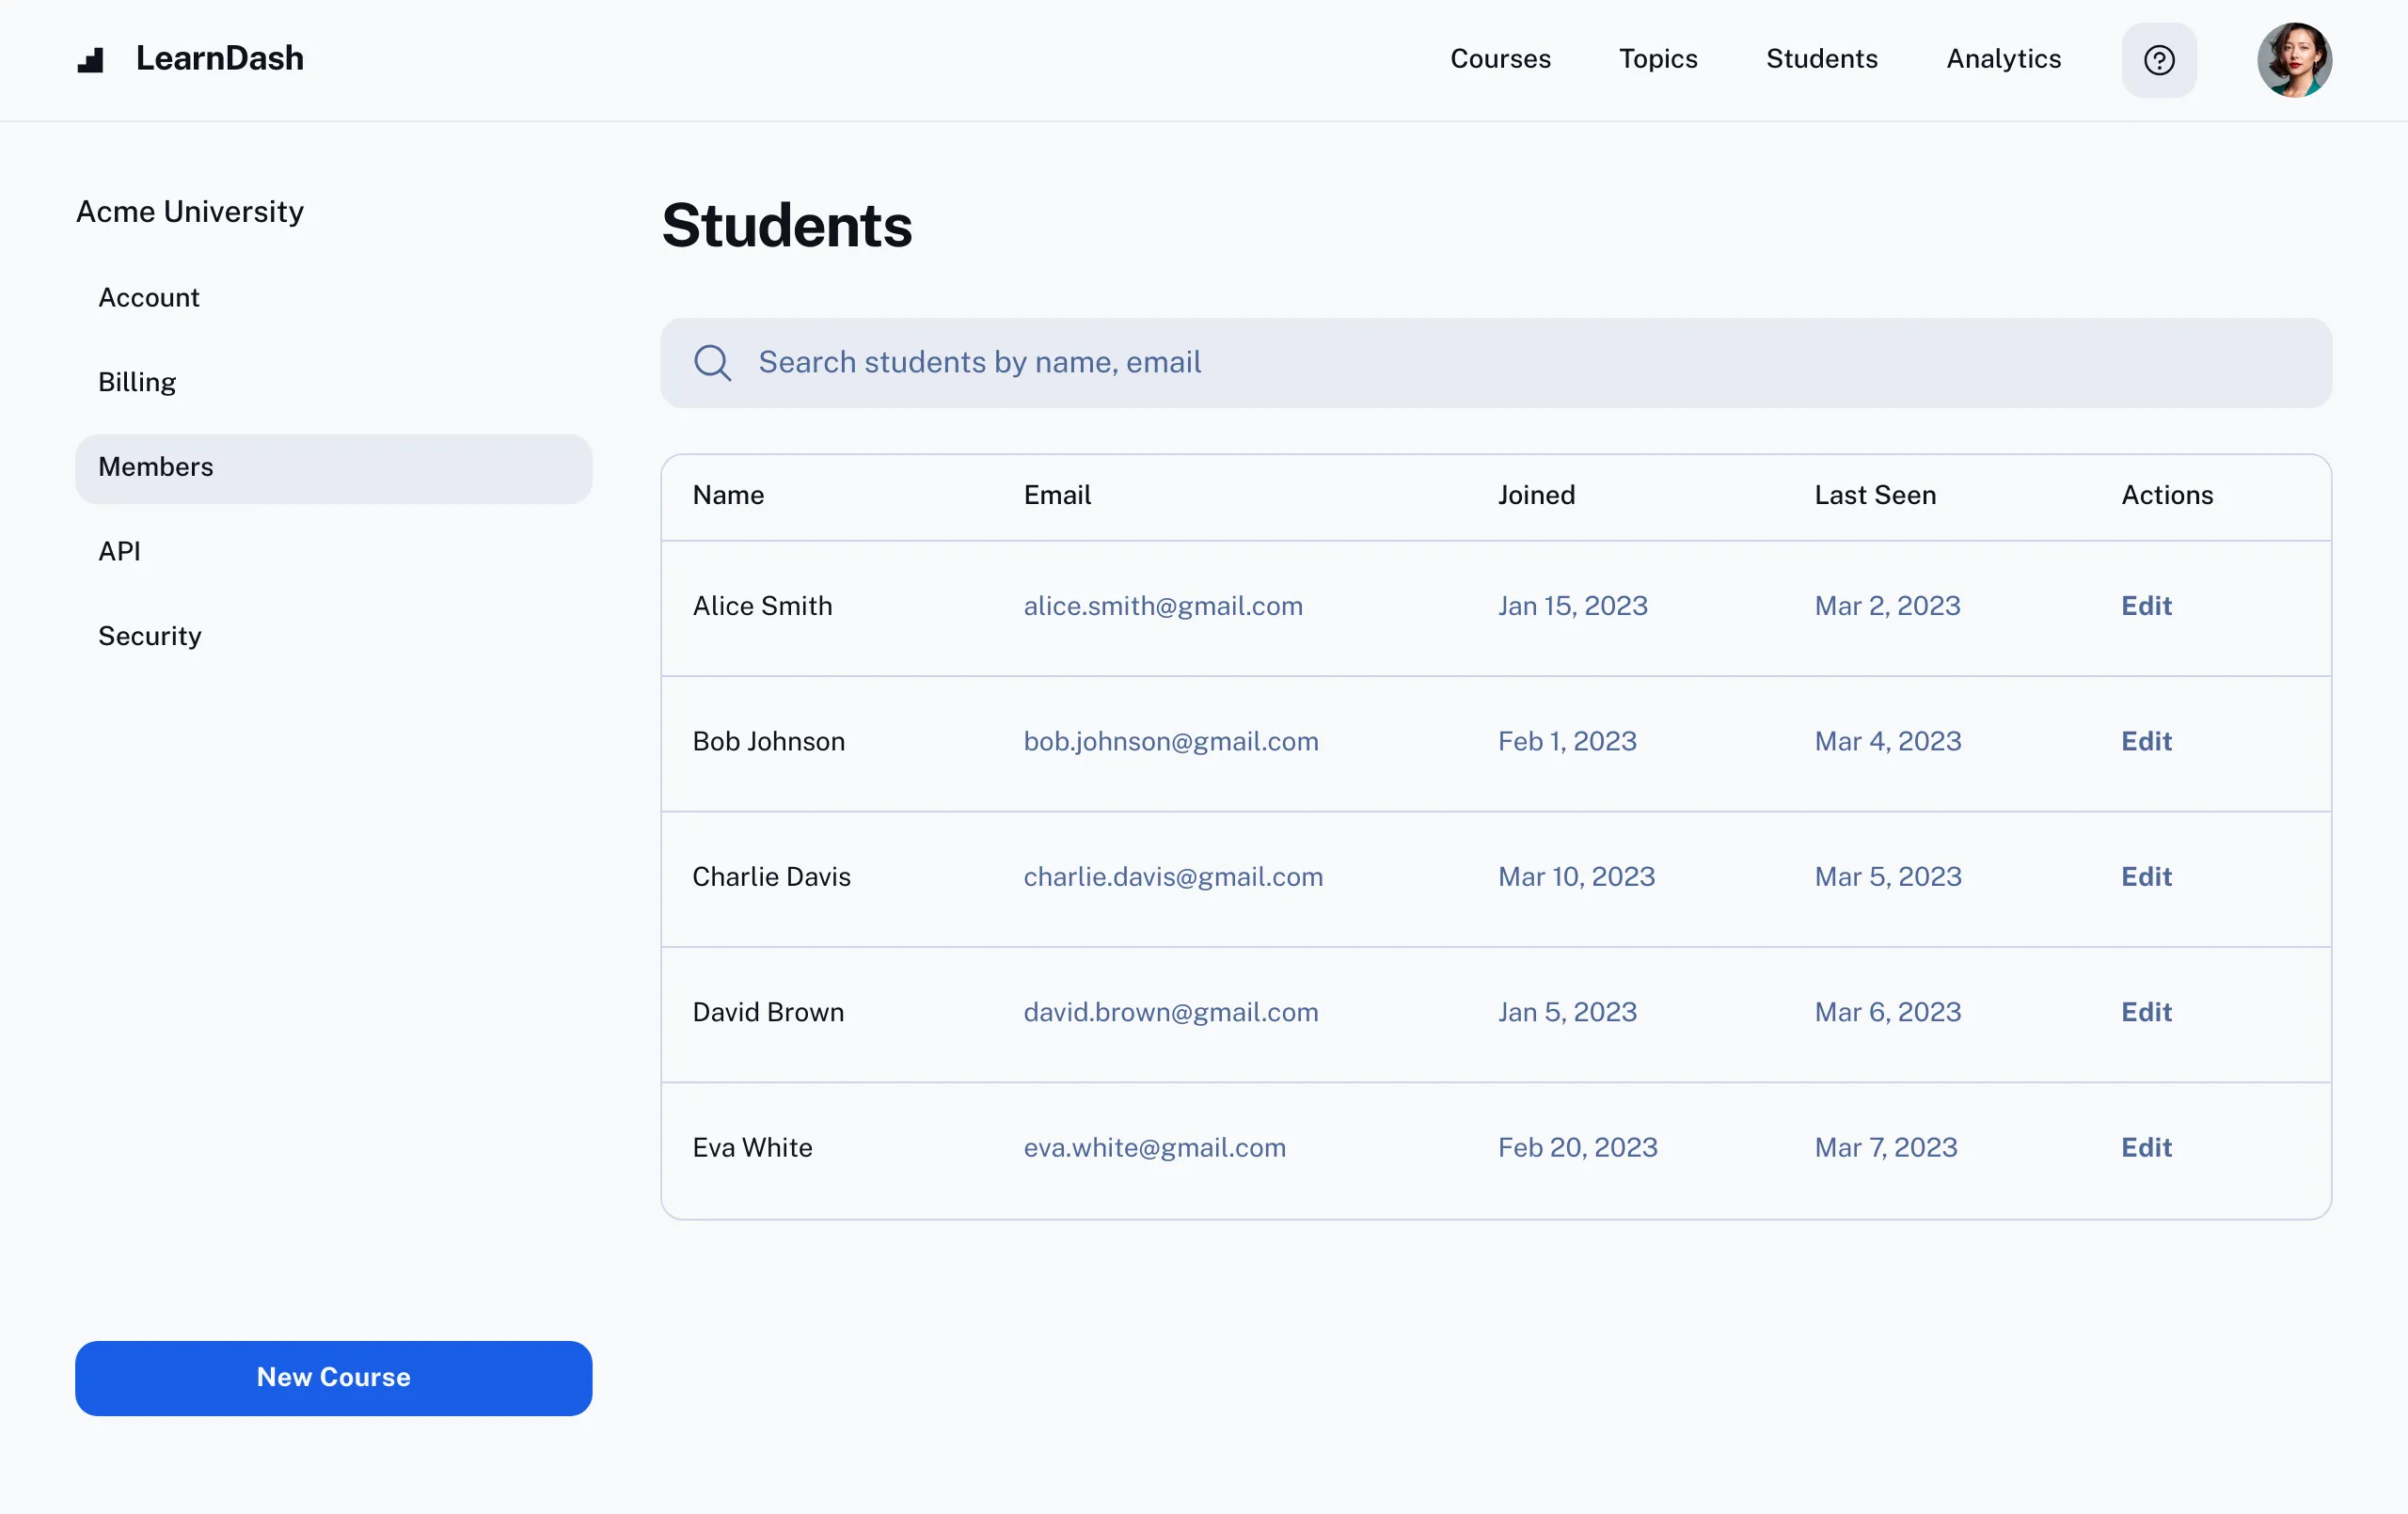 LearnDash
Courses Topics Students Analytics
Acme University
Account
Billing
Members
API
Security
New Course
Students
Search students by name, email
Name Email Joined Last Seen Actions
Alice Smith alice.smith@gmail.com Jan 15, 2023 Mar 2, 2023 Edit
Bob Johnson bob.johnson@gmail.com Feb 1, 2023 Mar 4, 2023 Edit
Charlie Davis charlie.davis@gmail.com Mar 10, 2023 Mar 5, 2023 Edit
David Brown david.brown@gmail.com Jan 5, 2023 Mar 6, 2023 Edit
Eva White eva.white@gmail.com Feb 20, 2023 Mar 7, 2023 Edit